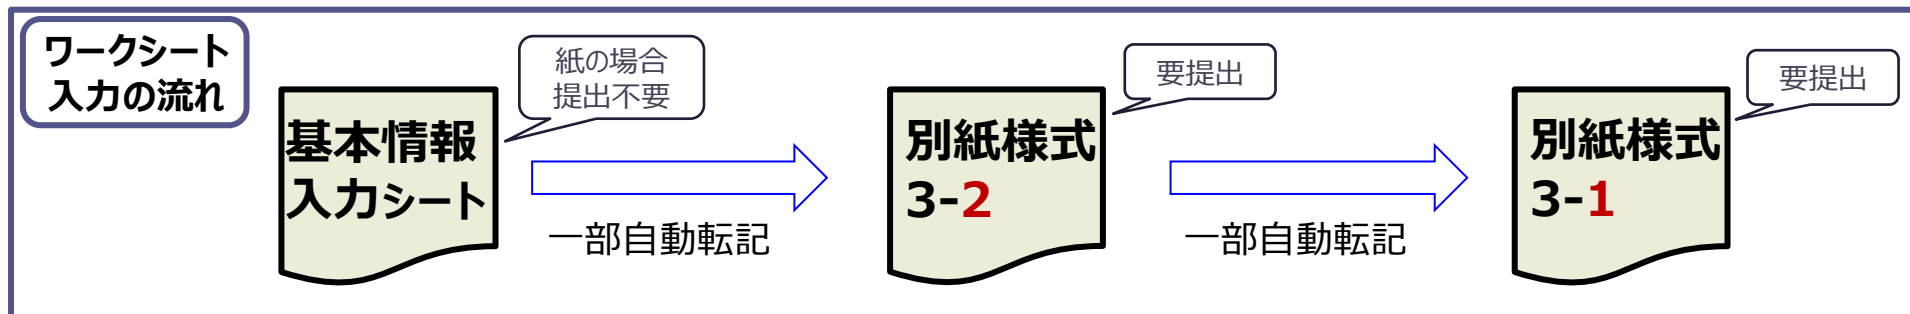 ワークシート
入力の流れ
紙の場合
提出不要
基本情報
入力シート
一部自動転記
要提出
別紙様式
3-2
一部自動転記
要提出
別紙様式
3-1